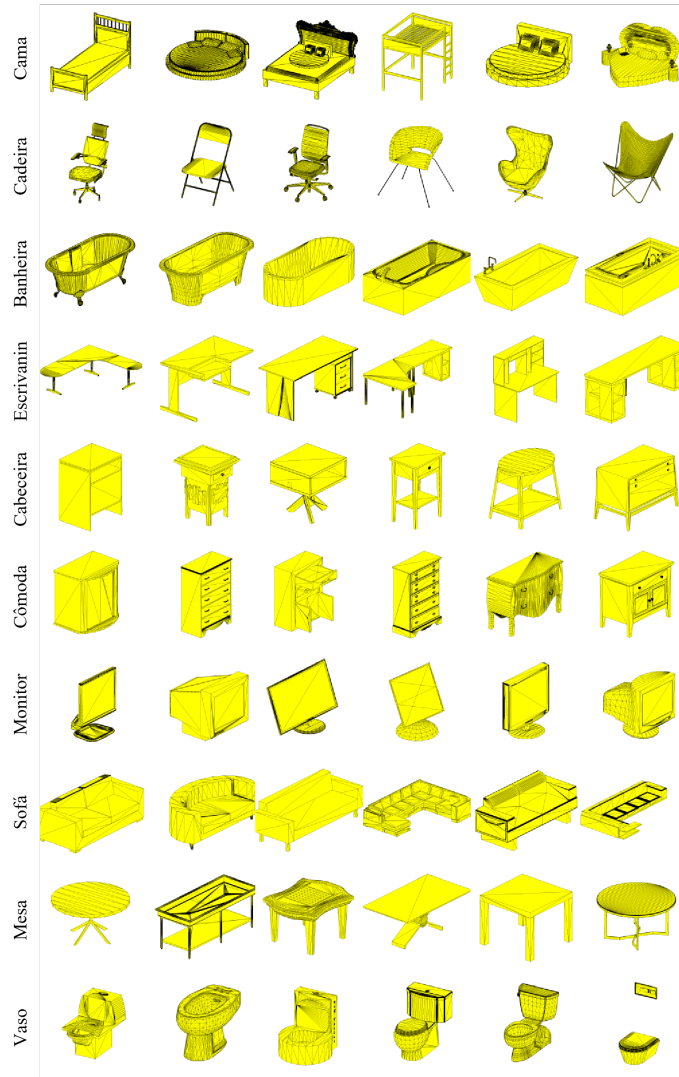 Cama
Cadeira
Banheira
Escrivanin
Cabeceira
Cômoda
Monitor
Sofá
Mesa
Vaso